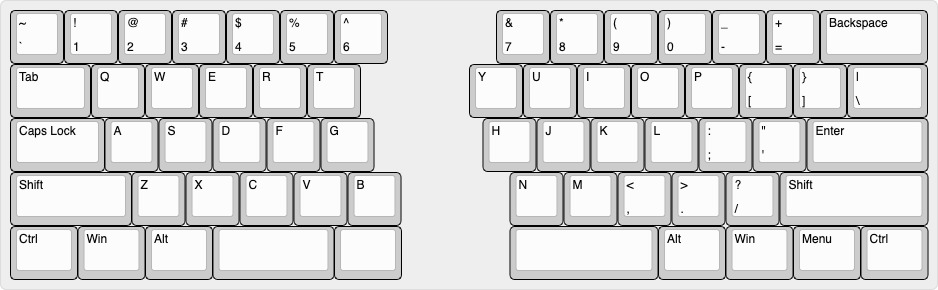 ~ ! @ # $ % ^ & * ( ) _ + Backspace
` 1 2 3 4 5 6 7 8 9 0 - =
Tab Q W E R T Y U I O P { } |
[ ] \
Caps Lock A S D F G H J K L : " Enter
; '
Shift Z X C V B N M < > ? Shift
, . /
Ctrl Win Alt Alt Win Menu Ctrl